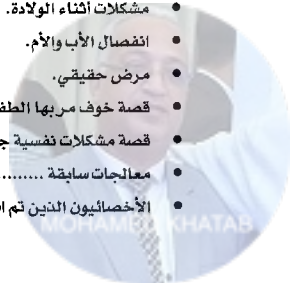 • مشكلات أثناء الولادة.
• انفصال الأب والأم.
• مرض حقيقي.
• قصة خوف مر بها الطف
• قصة مشكلات نفسية ج
• معالجات سابقة .........
• الأخصائيون الذين تم ا
MOHAMED KHATAB